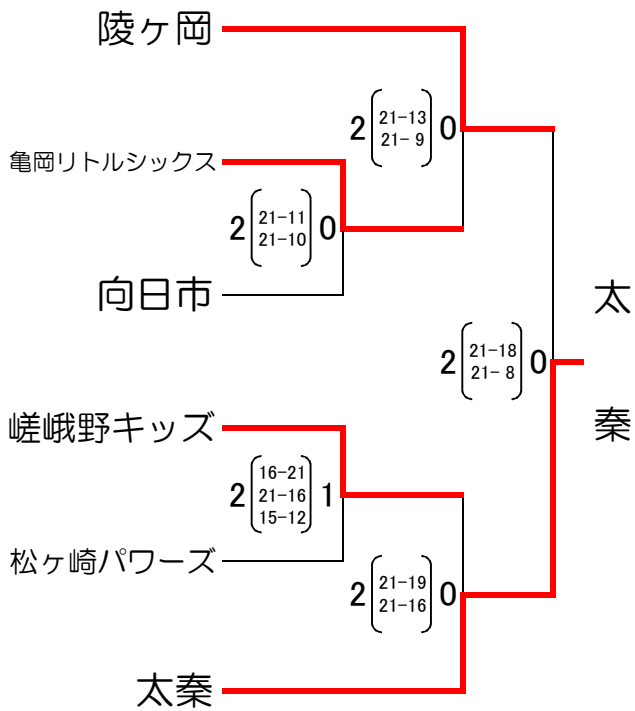 陵ヶ岡
2 21-13 0
21- 9
亀岡リトルシックス
2 21-11 0
21-10
向日市
太秦
2 21-18 0
21- 8
嵯峨野キッズ
16-21
2 21-16 1
15-12
松ヶ崎パワーズ
2 21-19 0
21-16
太秦